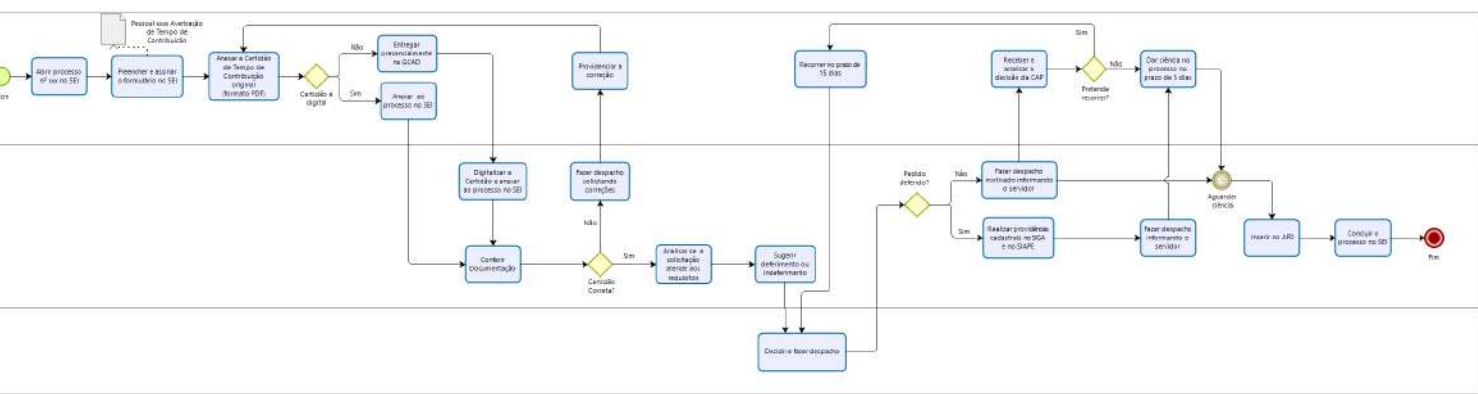 Pessoal xxx Averbação
de Tempo de
Contribuição
Abrir processo
nº xxx no SEI
Preencher e assinar
o formulário no SEI
Anexar a Certidão
de Tempo de
Contribuição
original
(formato PDF)
Certidão é
digital
Não
Sim
Entregar
presencialmente
na GCAD
Anexar ao
processo no SEI
Providenciar a
correção
Recorrer no prazo de
15 dias
Receber e
analisar a
decisão da CAP
Sim
Pretende
recorrer?
Não
Dar ciência no
processo no
prazo de 5 dias
Digitalizar a
Certidão e anexar
ao processo no SEI
Fazer despacho
solicitando
correções
Não
Conferir
Documentação
Certidão
Correta?
Sim
Analisar se a
solicitação
atende aos
requisitos
Sugerir
deferimento ou
indeferimento
Pedido
deferido?
Não
Sim
Fazer despacho
motivado informando
o servidor
Realizar providências
cadastrais no SIGA
e no SIAPE
Fazer despacho
informando o
servidor
Aguardar
ciência
Inserir no AFD
Concluir o
processo no SEI
Fim
Decidir e fazer despacho